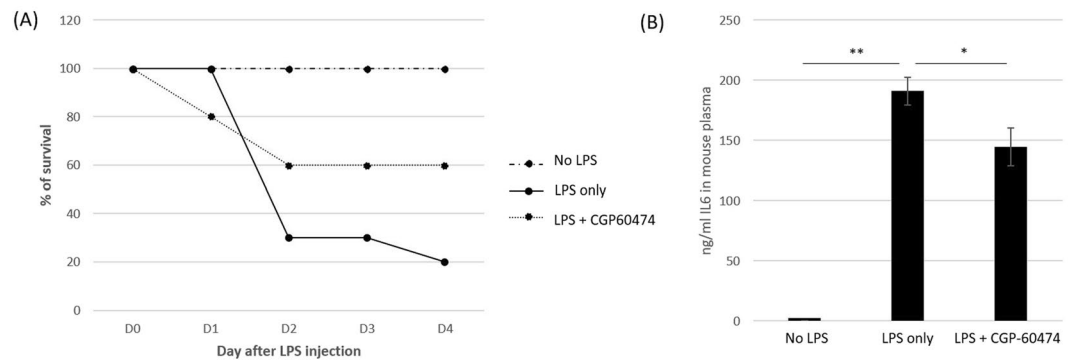 (A)
120
100
80
60
40
20
0
% of survival
D0 D1 D2 D3 D4
Day after LPS injection
No LPS
LPS only
LPS + CGP60474
(B)
250
200
150
100
50
0
ng/ml IL6 in mouse plasma
** *
No LPS LPS only LPS + CGP-60474